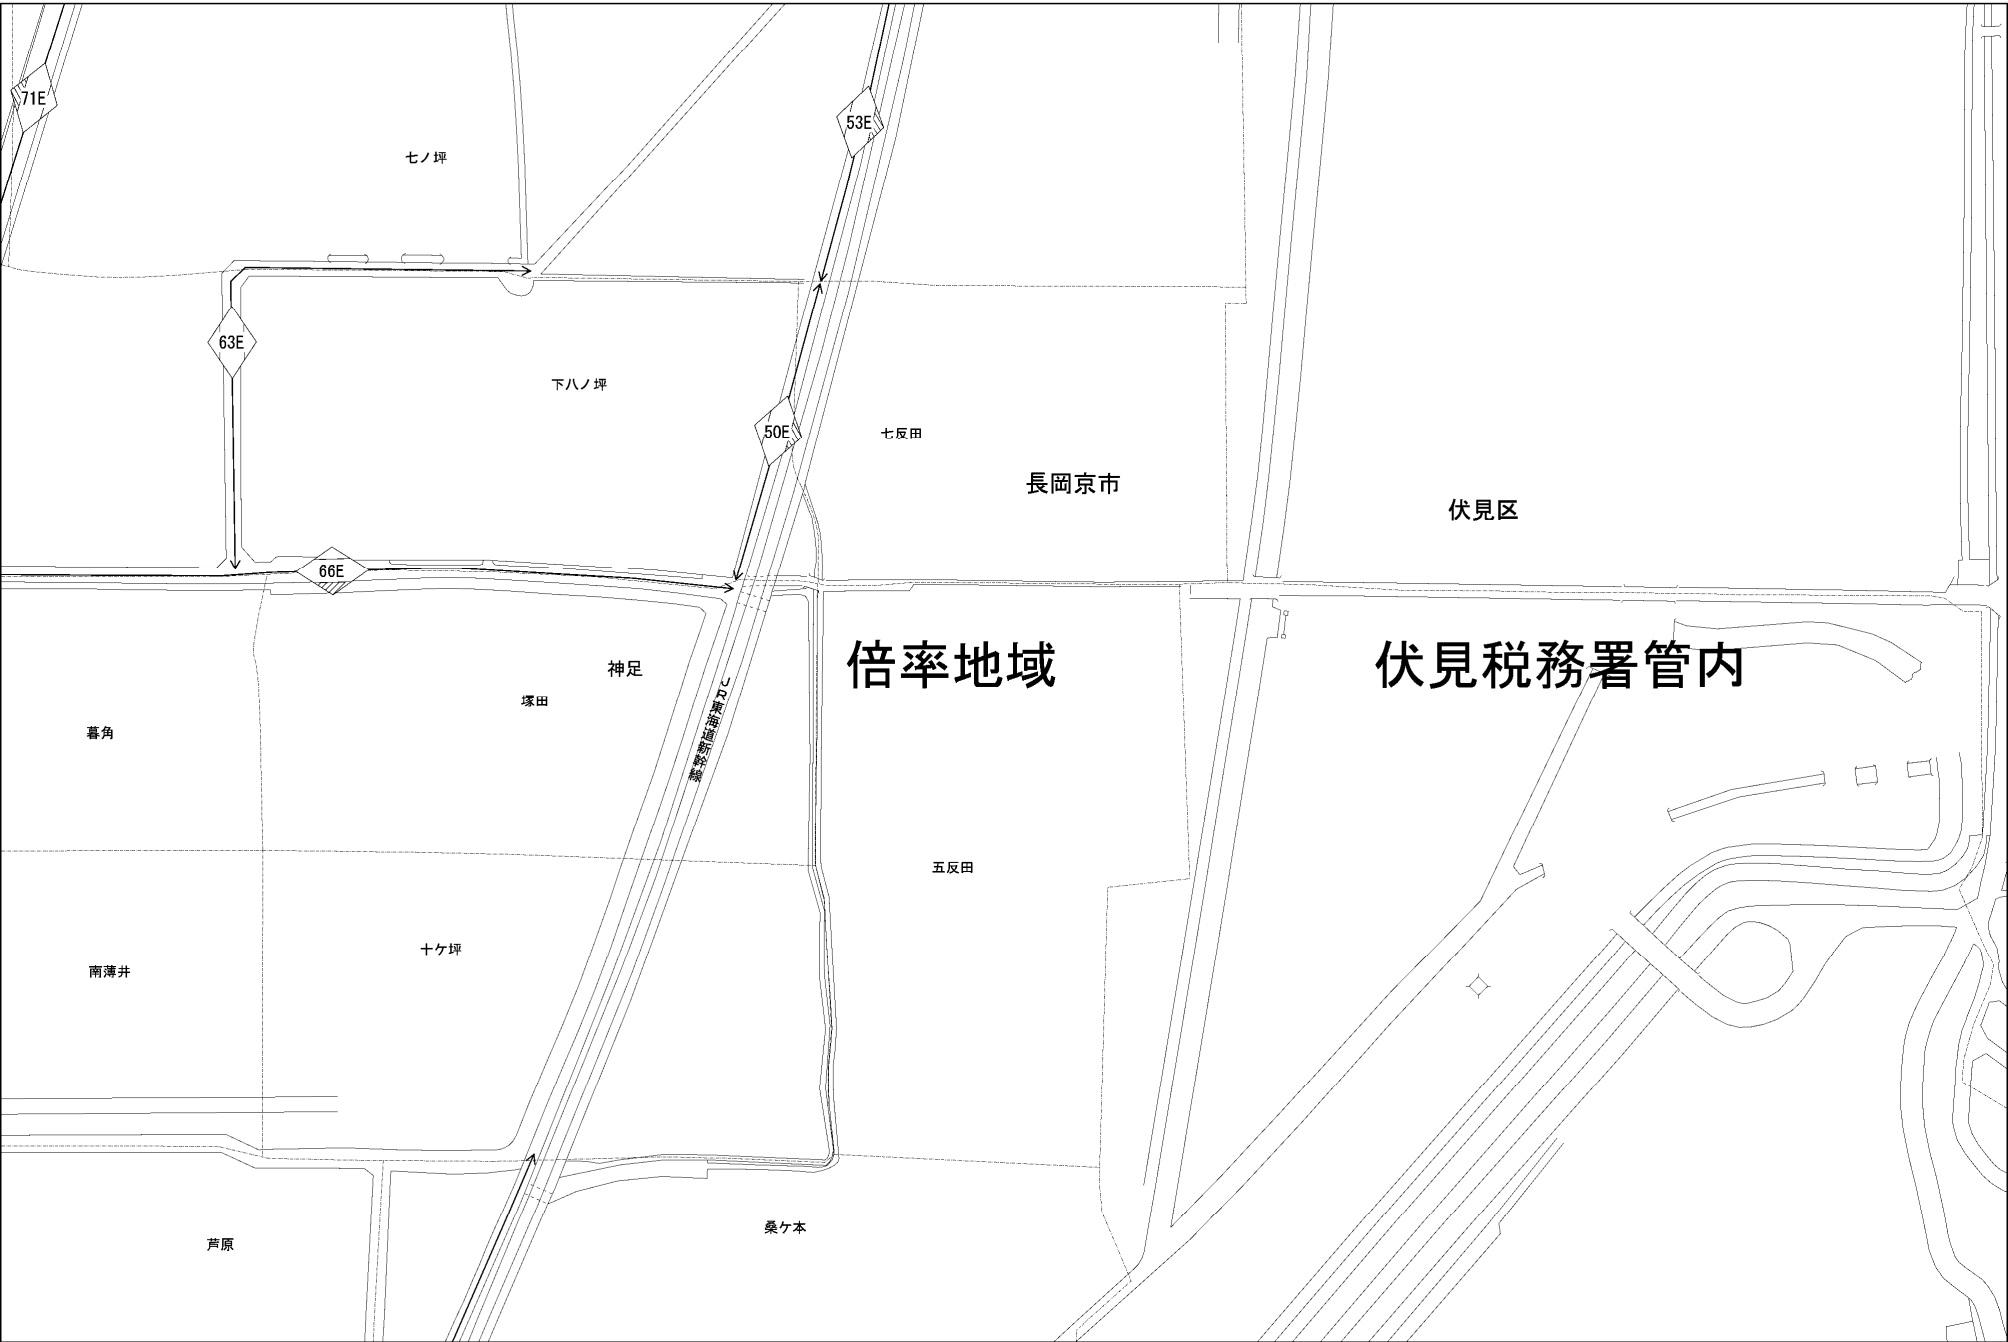 71E
53E
七ノ坪
63E
下八ノ坪
50E
七反田
長岡京市
伏見区
66E
神足
倍率地域
伏見税務署管内
塚田
JR東海道新幹線
暮角
五反田
十ケ坪
南薄井
桑ケ本
芦原